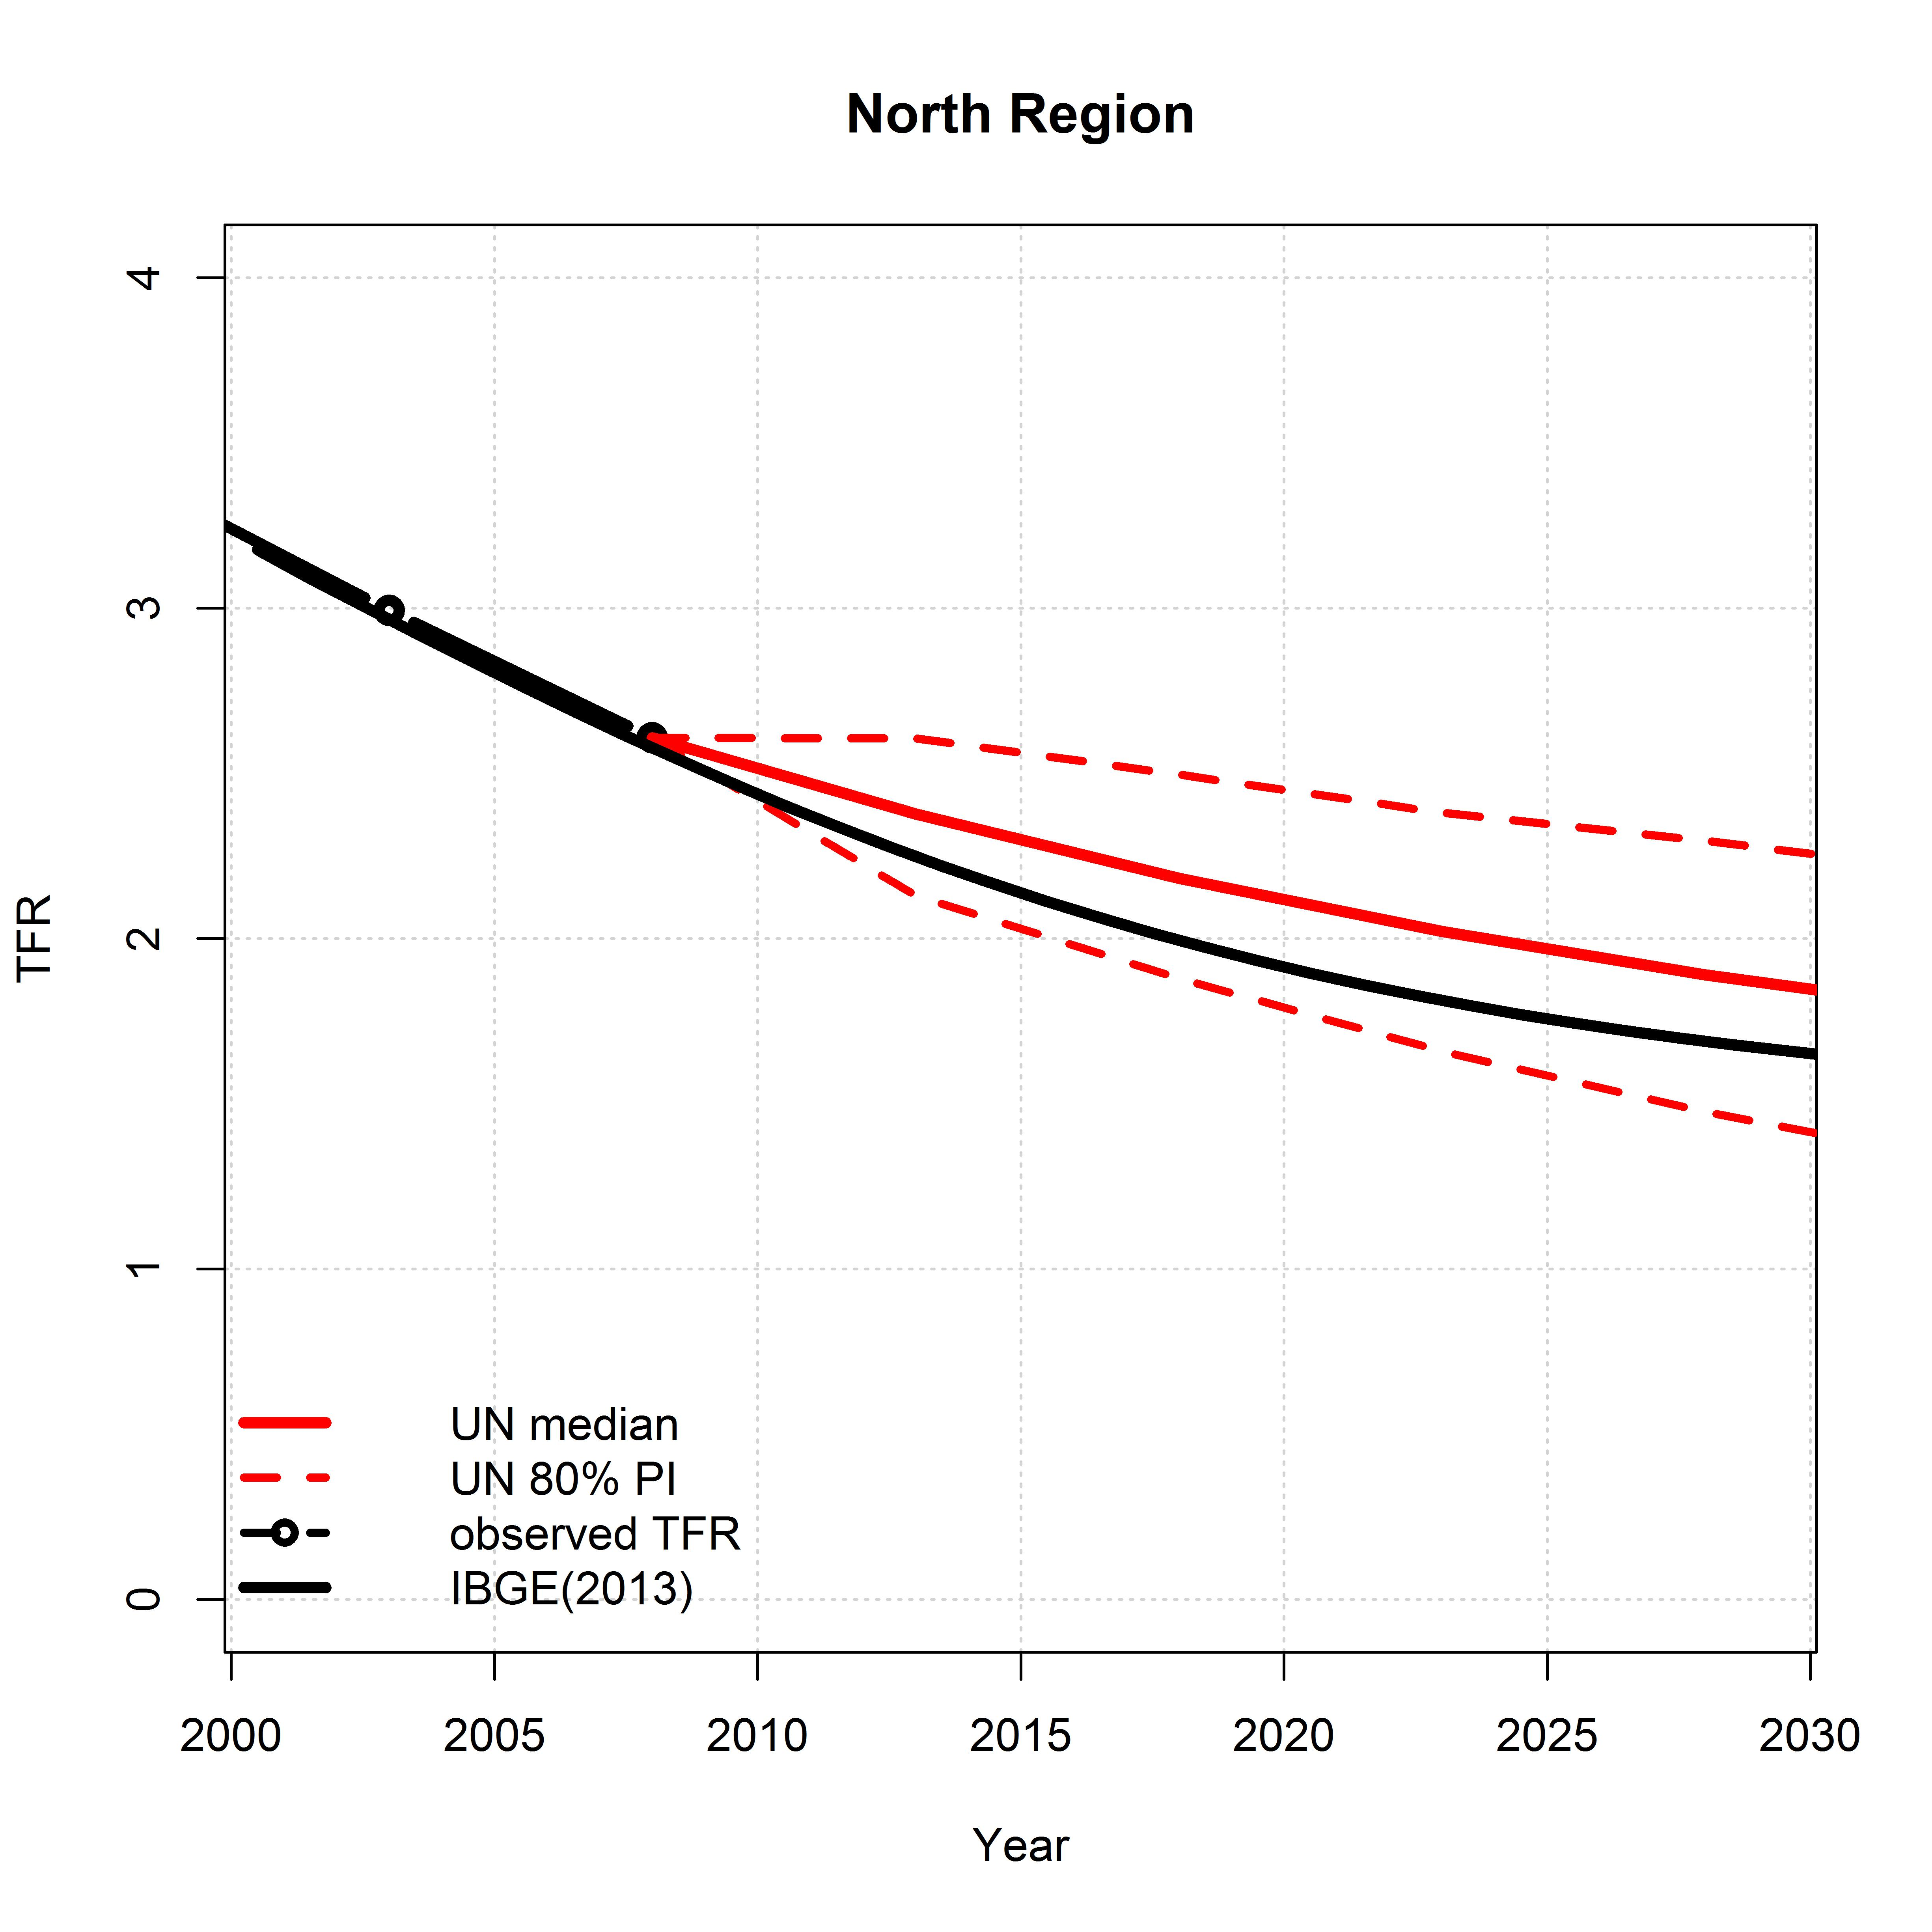 North Region
4
3
2
1
0
TFR
UN median
UN 80% PI
observed TFR
IBGE(2013)
2000 2005 2010 2015 2020 2025 2030
Year